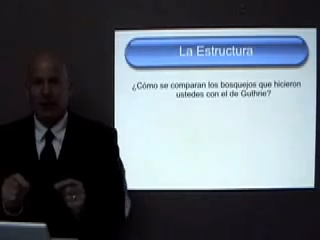 La Estructura
¿Cómo se comparan los bosquejos que hicieron
ustedes con el de Guthrie?